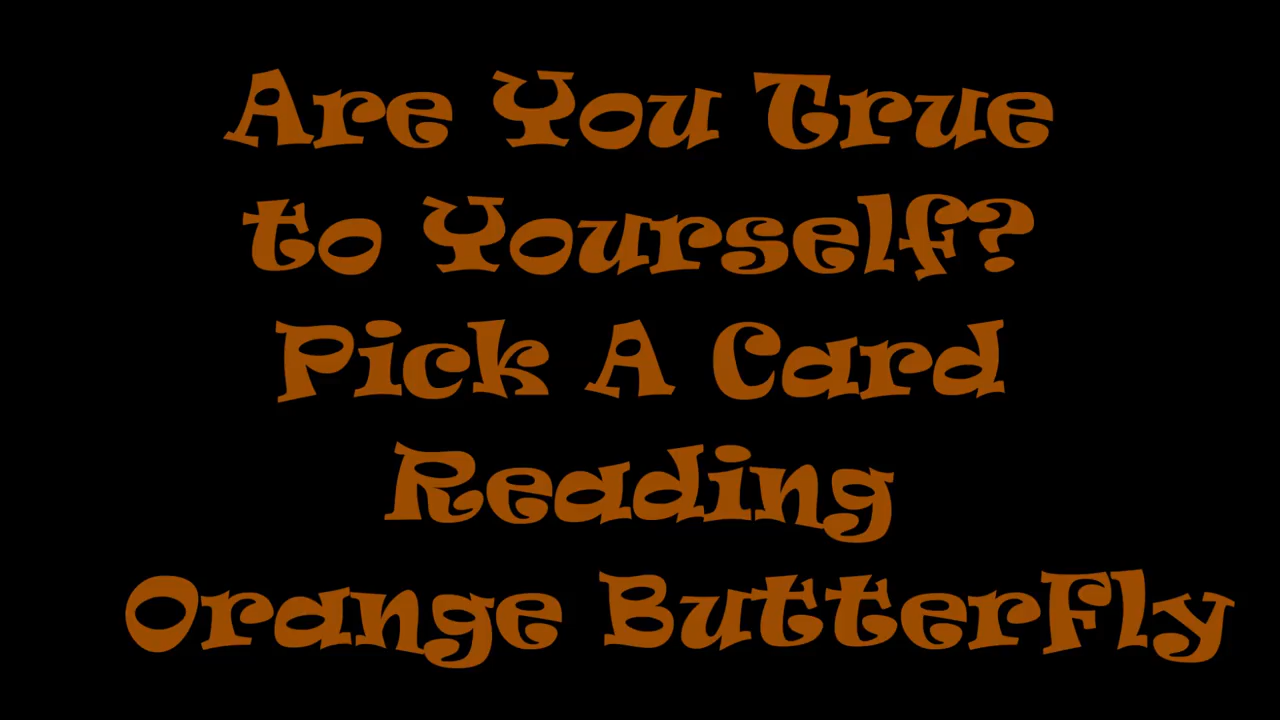 Are You True
to Yourself?
Pick A Card
Reading
Orange ButterFly